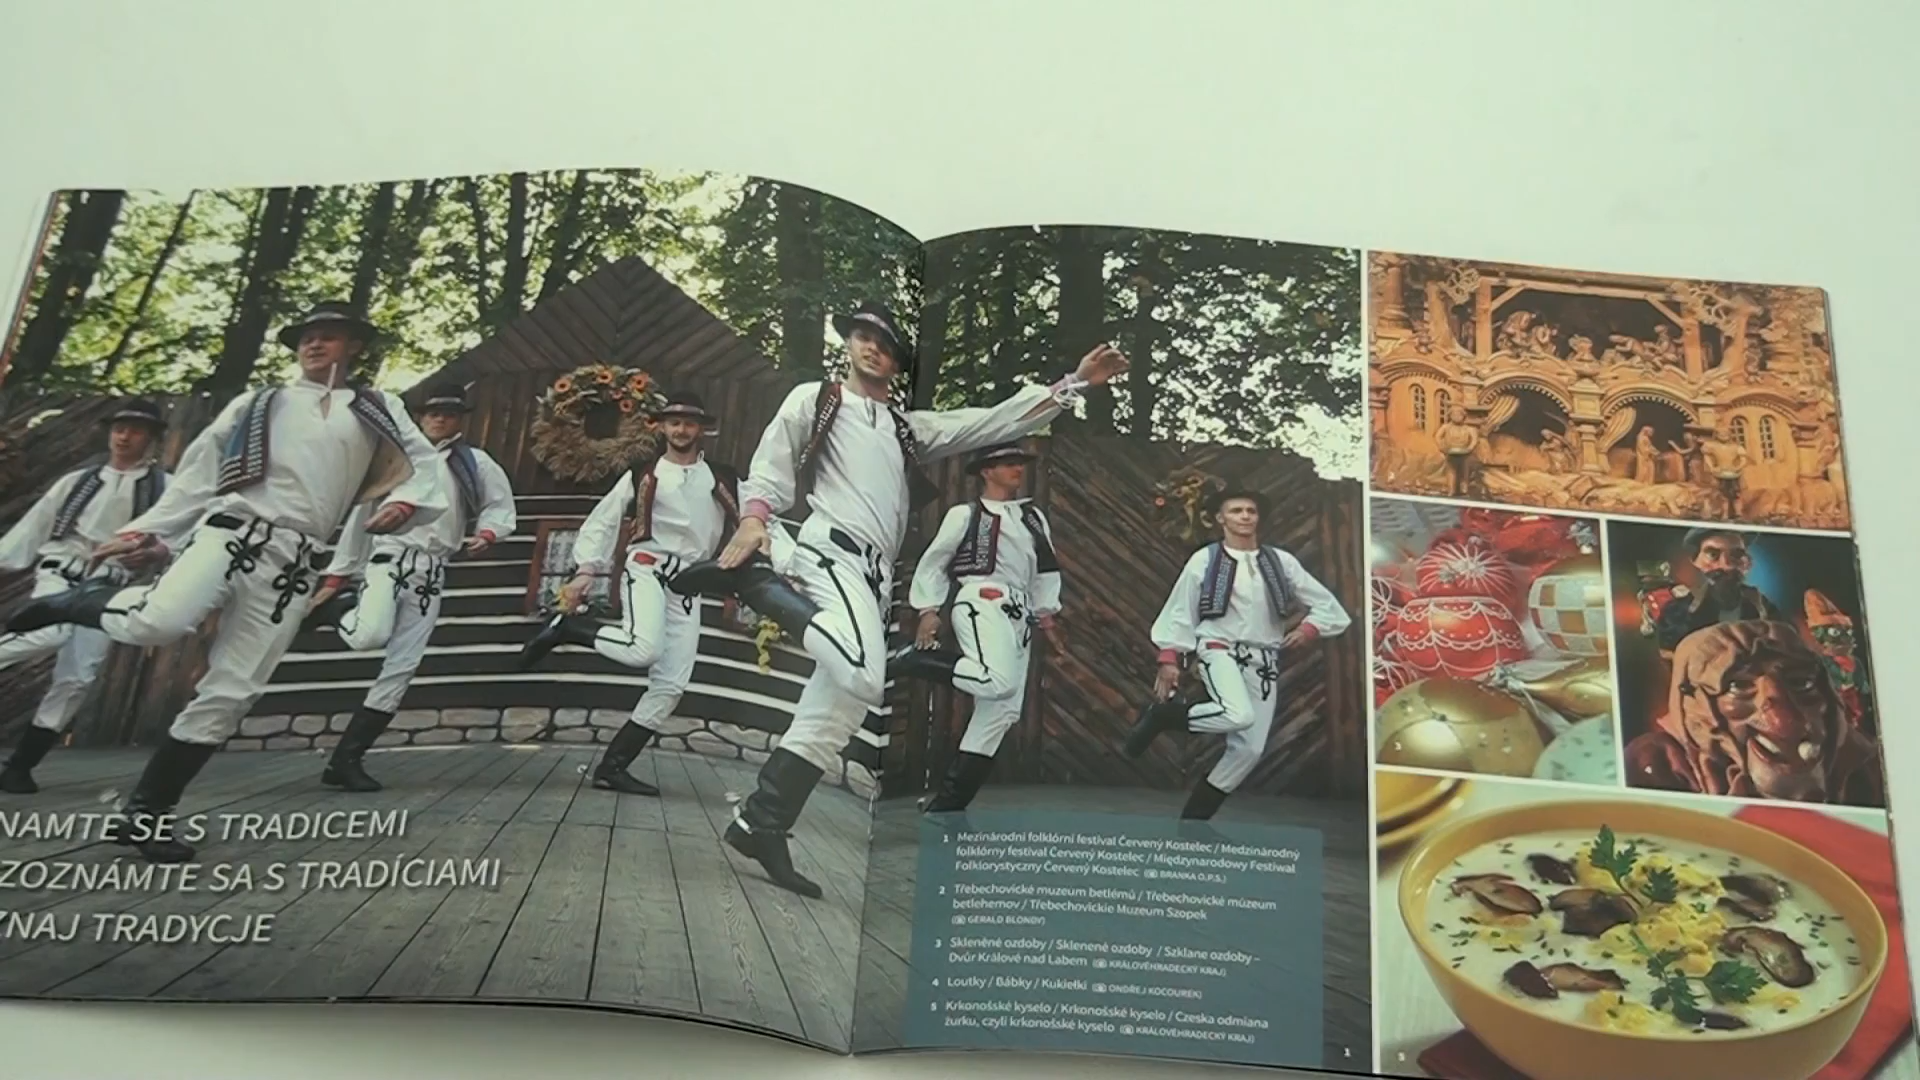 NAMTE SE S TRADICEMI
ZOZNÁMTE SA S TRADÍCIAMI
ZNAJ TRADYCJE
1 Mezinárodní folklórní festival Červený Kostelec / Medzinárodný
folklórny festival Červený Kostelec / Międzynarodowy Festiwal
Folklorystyczny Červený Kostelec (BRANKA O.P.S.)
2 Třebechovické muzeum betlémů / Třebechovické múzeum
betlehemov / Třebechovickie Muzeum Szopek
(GERALD BLONDY)
3 Skleněné ozdoby / Sklenené ozdoby / Szklane ozdoby –
Dvůr Králové nad Labem (KRÁLOVÉHRADECKÝ KRAJ)
4 Loutky / Bábky / Kukiełki (ONDŘEJ KOCOUREK)
5 Krkonošské kyselo / Krkonošské kyselo / Czeska odmiana
żurku, czyli krkonošské kyselo (KRÁLOVÉHRADECKÝ KRAJ)
1
3
5